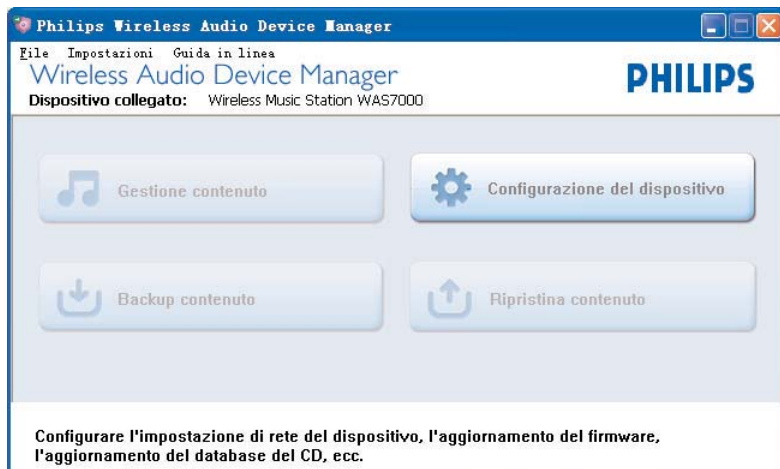 Philips Wireless Audio Device Manager
File Impostazioni Guida in linea
Wireless Audio Device Manager
PHILIPS
Dispositivo collegato: Wireless Music Station WAS7000
Gestione contenuto
Configurazione del dispositivo
Backup contenuto
Ripristina contenuto
Configurare l'impostazione di rete del dispositivo, l'aggiornamento del firmware,
l'aggiornamento del database del CD, ecc.